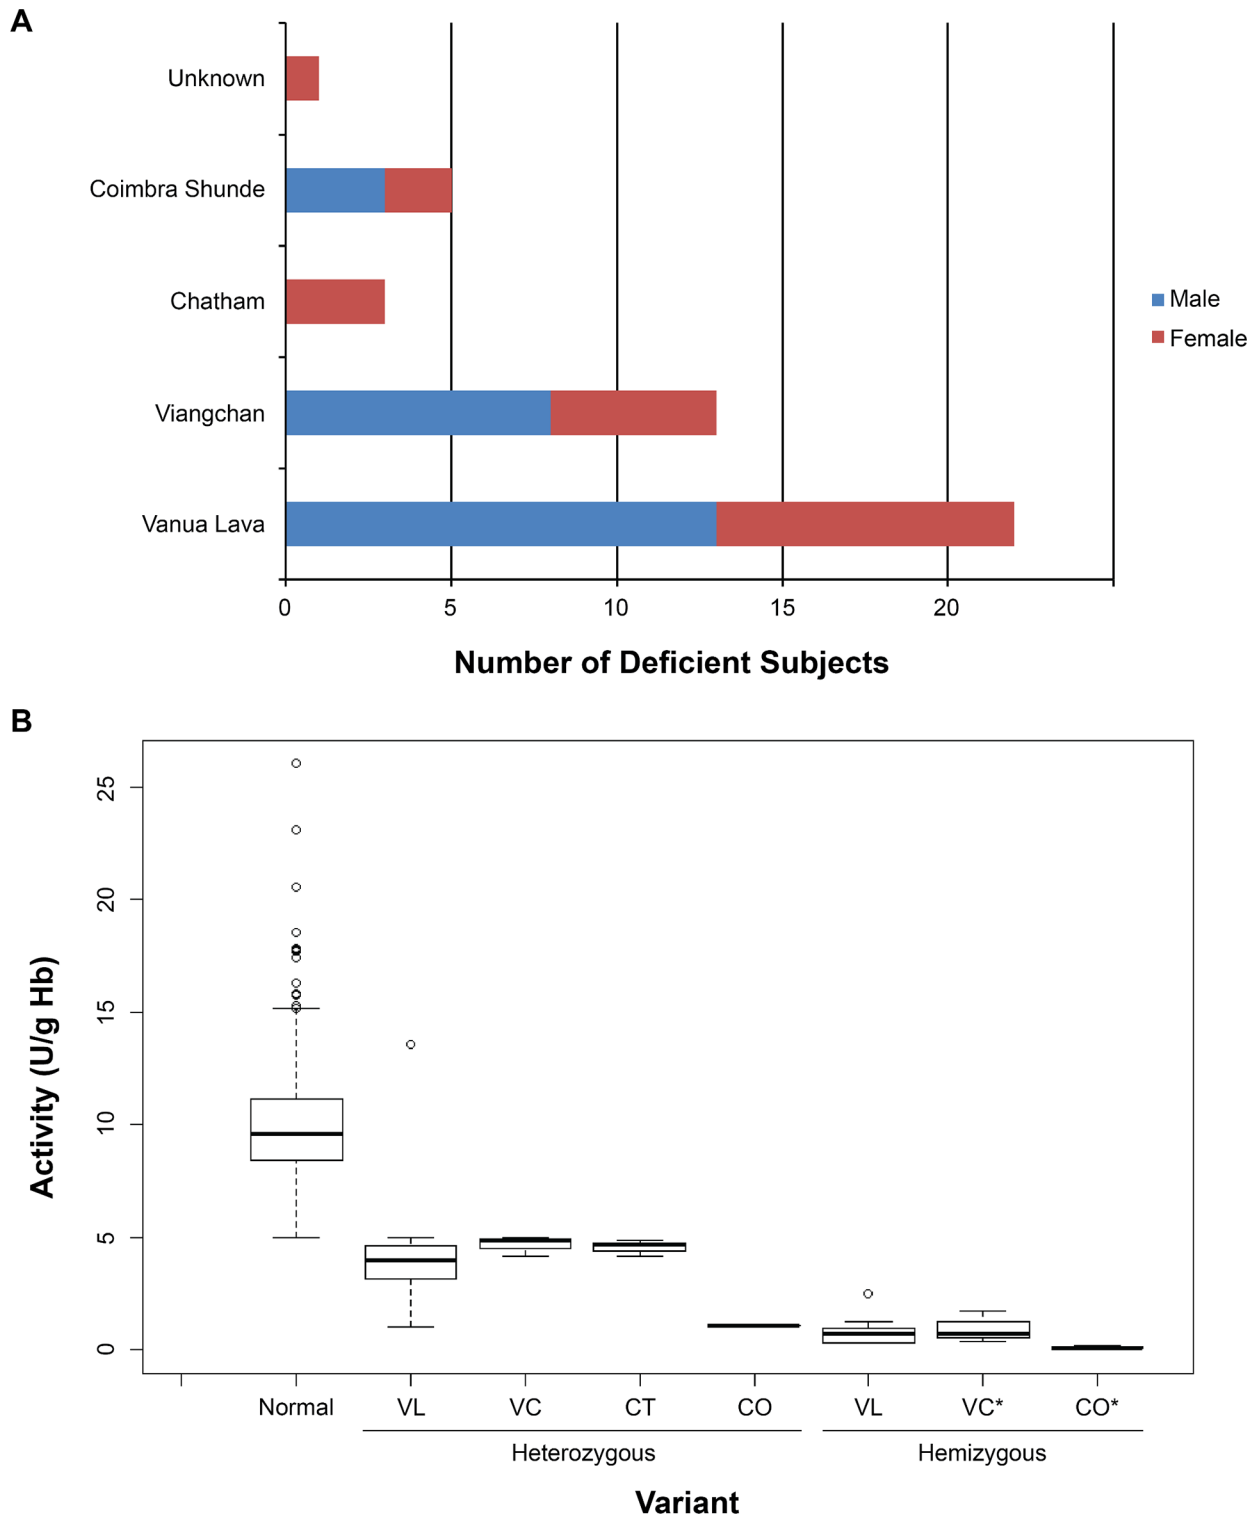 A
Unknown
Coimbra Shunde
Chatham
Viangchan
Vanua Lava
Male
Female
0 5 10 15 20
Number of Deficient Subjects
B
25
20
15
10
5
0
Activity (U/g Hb)
Normal VL VC CT CO VL VC* CO*
Heterozygous Hemizygous
Variant